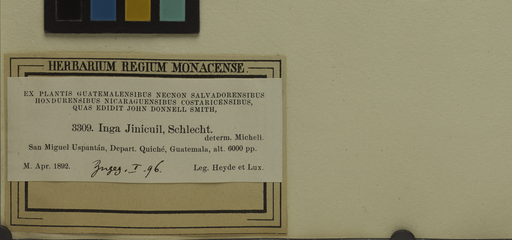 HERBARIUM REGIUM MONACENSE.
EX PLANTIS GUATEMALENSIBUS NECNON SALVADORENSIBUS
HONDURENSIBUS NICARAGUENSIBUS COSTARICENSIBUS,
QUAS EDIDIT JOHN DONNELL SMITH,
3309. Inga Jinicuil, Schlecht.
determ. Micheli.
San Miguel Uspantán, Depart. Quiché, Guatemala, alt. 6000 pp.
M. Apr. 1892. I. 96. Leg. Heyde et Lux.